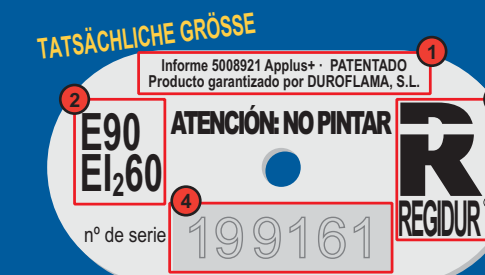 TATSÄCHLICHE GRÖSSE
1
Informe 5008921 Applus+ · PATENTADO
Producto garantizado por DUROFLAMA, S.L.
2
E90
EI₂60
ATENCIÓN: NO PINTAR
R
REGIDUR
4
nº de serie
199161